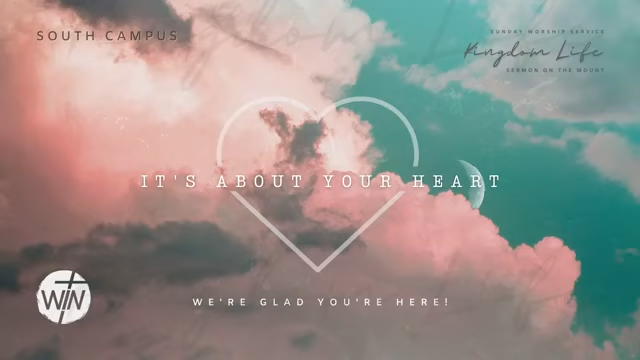 SOUTH CAMPUS
SUNDAY WORSHIP SERVICE
Kingdom Life
SERMON ON THE MOUNT
IT'S ABOUT YOUR HEART
WIN
WE'RE GLAD YOU'RE HERE!